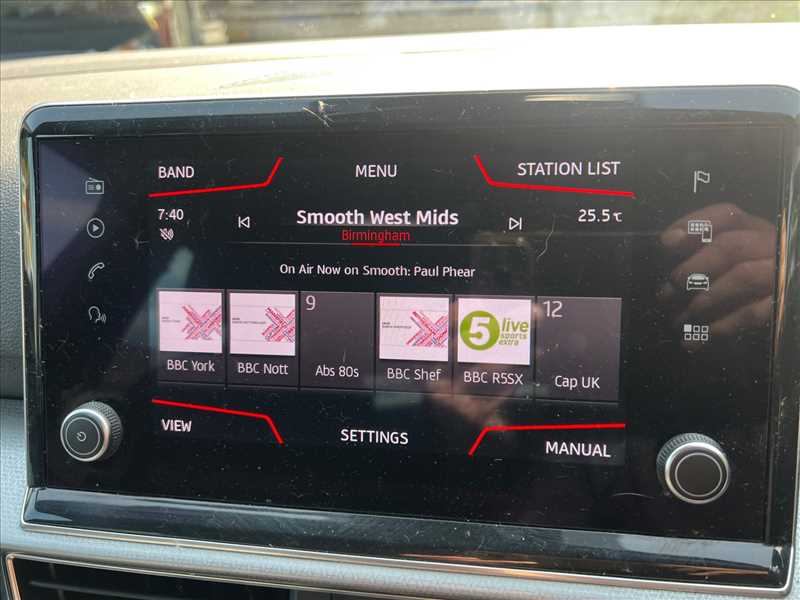 BAND
MENU
STATION LIST
7:40
Smooth West Mids
25.5 °C
Birmingham
On Air Now on Smooth: Paul Phear
9
12
5 live
sports
extra
BBC York
BBC Nott
Abs 80s
BBC Shef
BBC R5SX
Cap UK
VIEW
SETTINGS
MANUAL